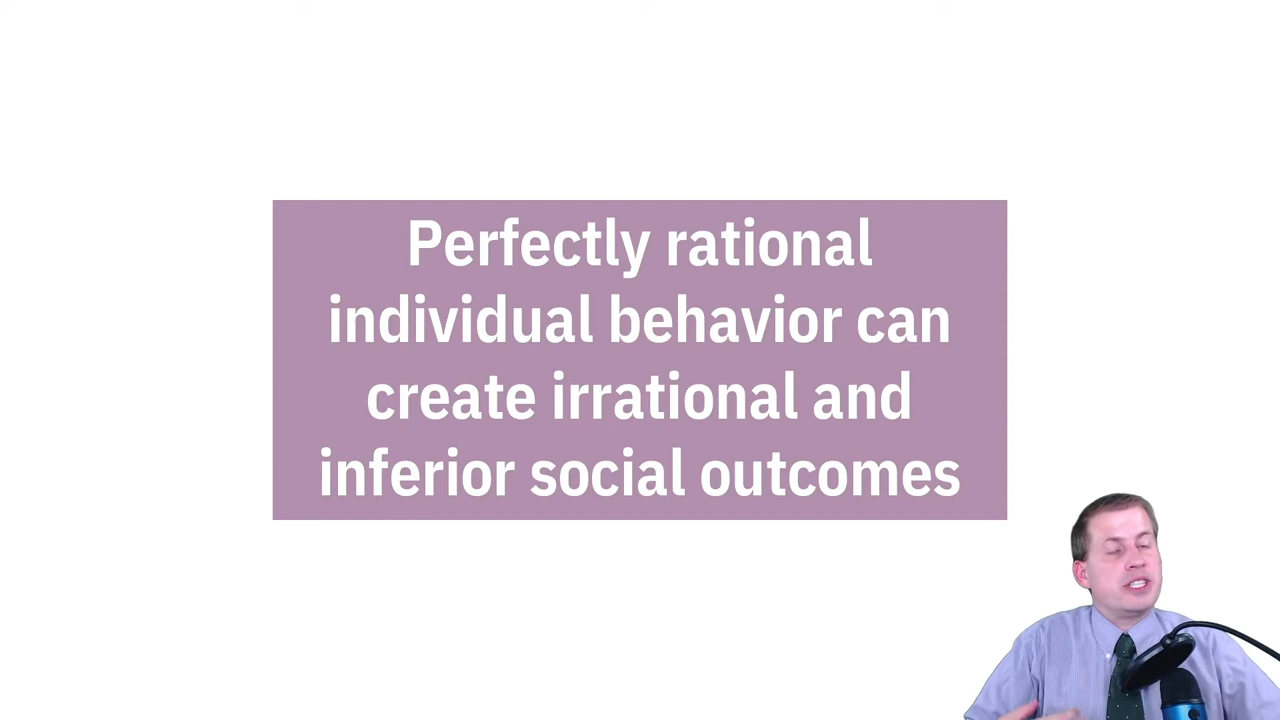 Perfectly rational
individual behavior can
create irrational and
inferior social outcomes